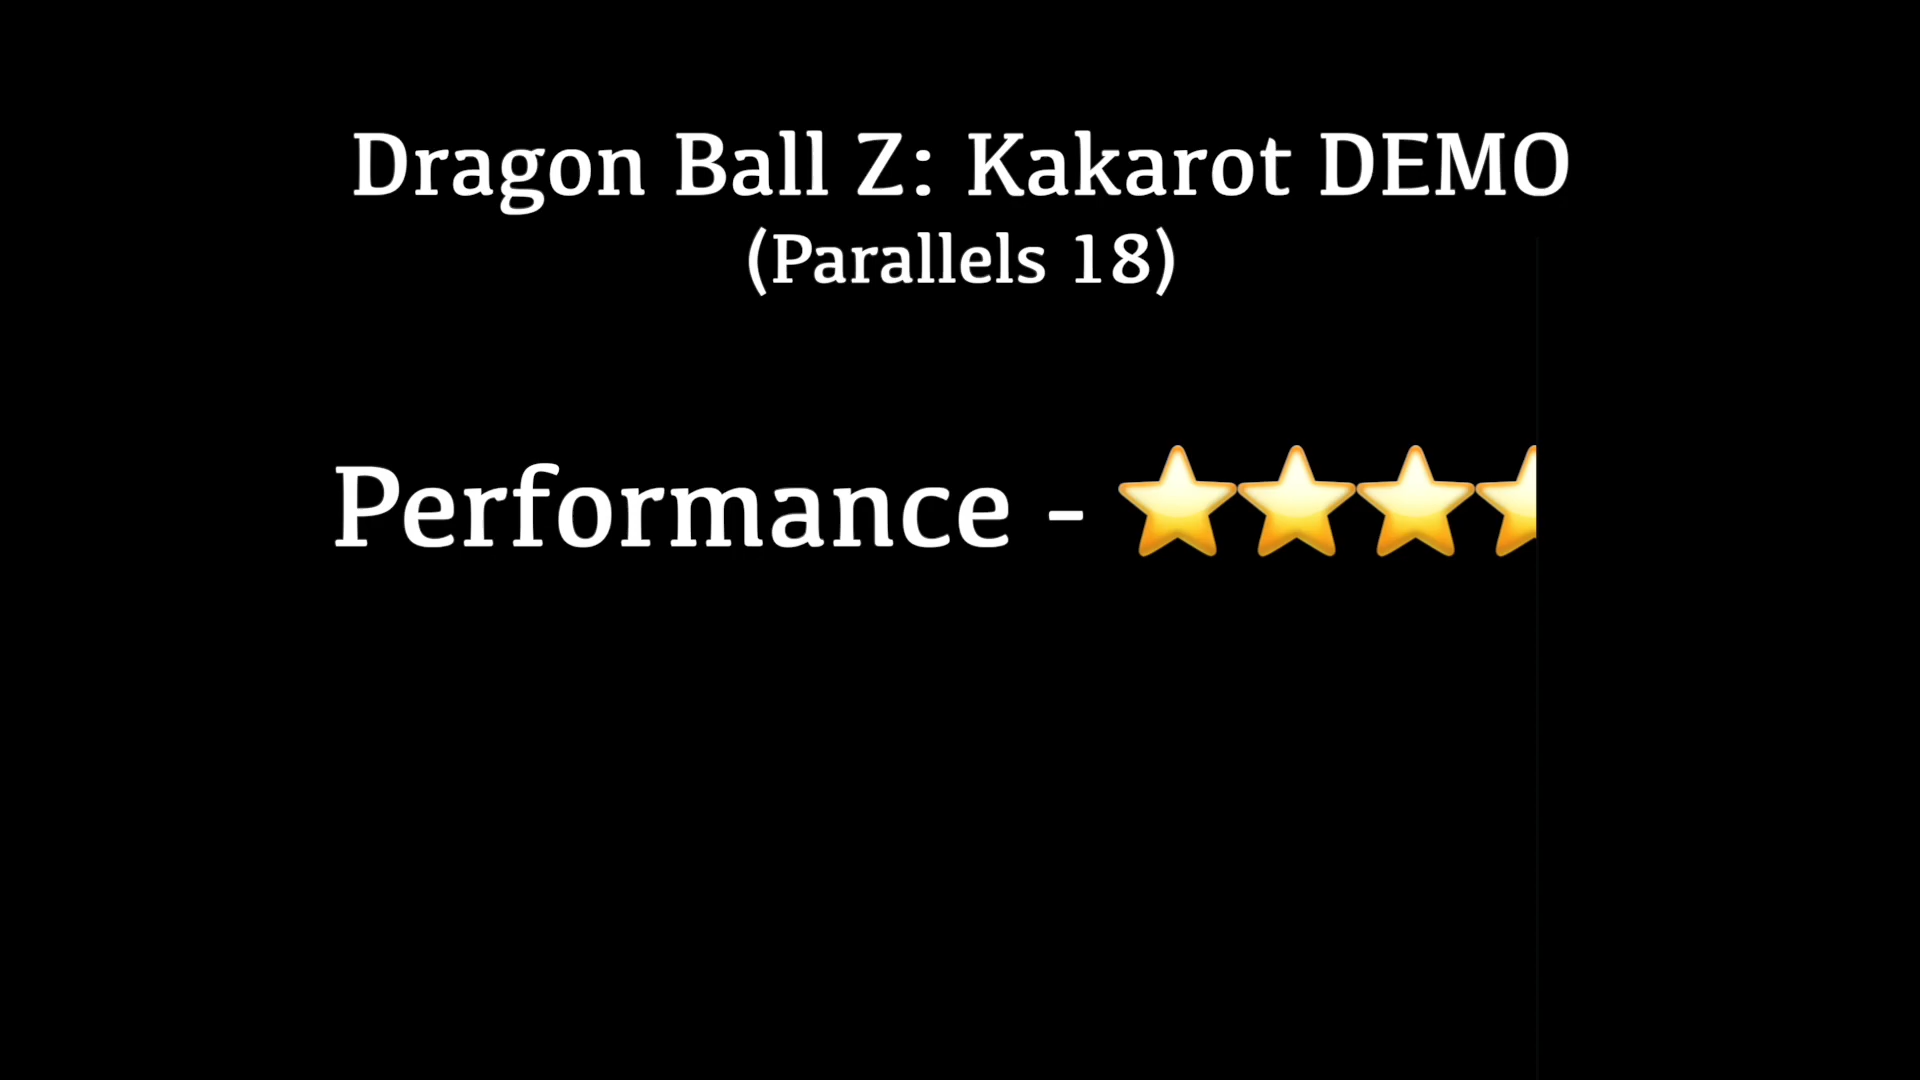 Dragon Ball Z: Kakarot DEMO
(Parallels 18)
Performance - ⭐⭐⭐⭐